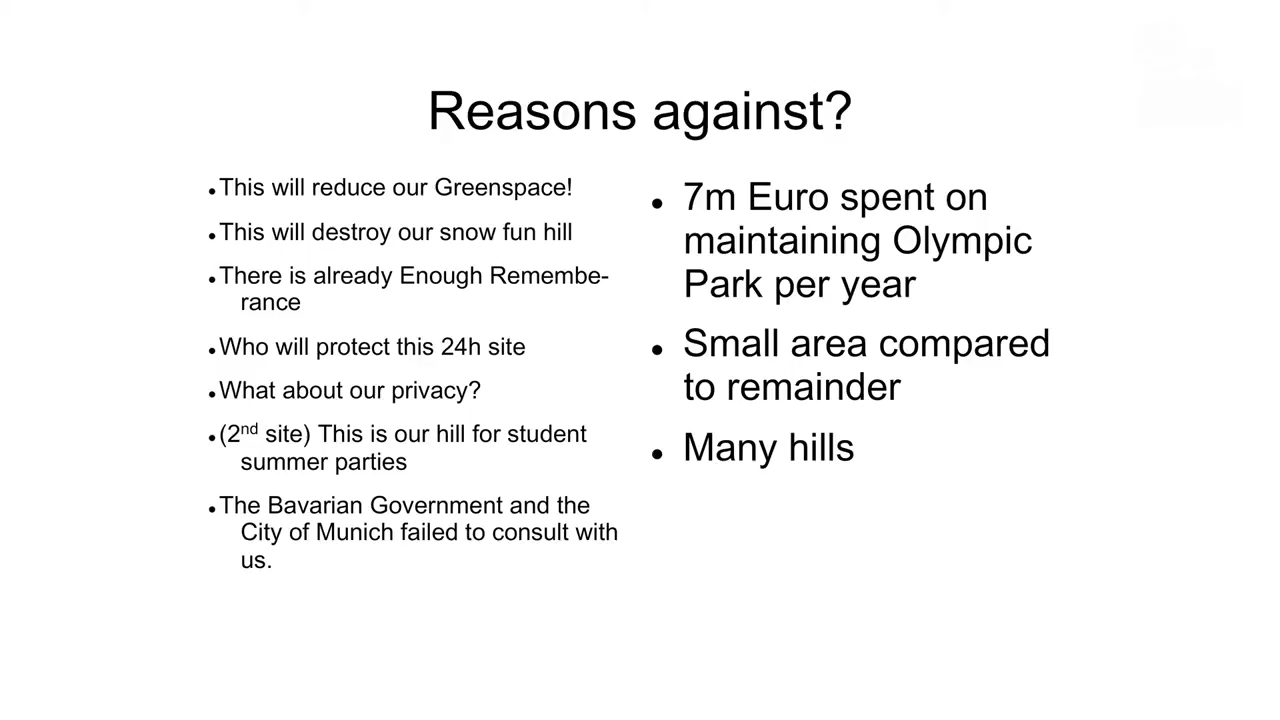 Reasons against?
• This will reduce our Greenspace!
• This will destroy our snow fun hill
• There is already Enough Remembe-
rance
• Who will protect this 24h site
• What about our privacy?
• (2nd site) This is our hill for student
summer parties
• The Bavarian Government and the
City of Munich failed to consult with
us.
• 7m Euro spent on
maintaining Olympic
Park per year
• Small area compared
to remainder
• Many hills